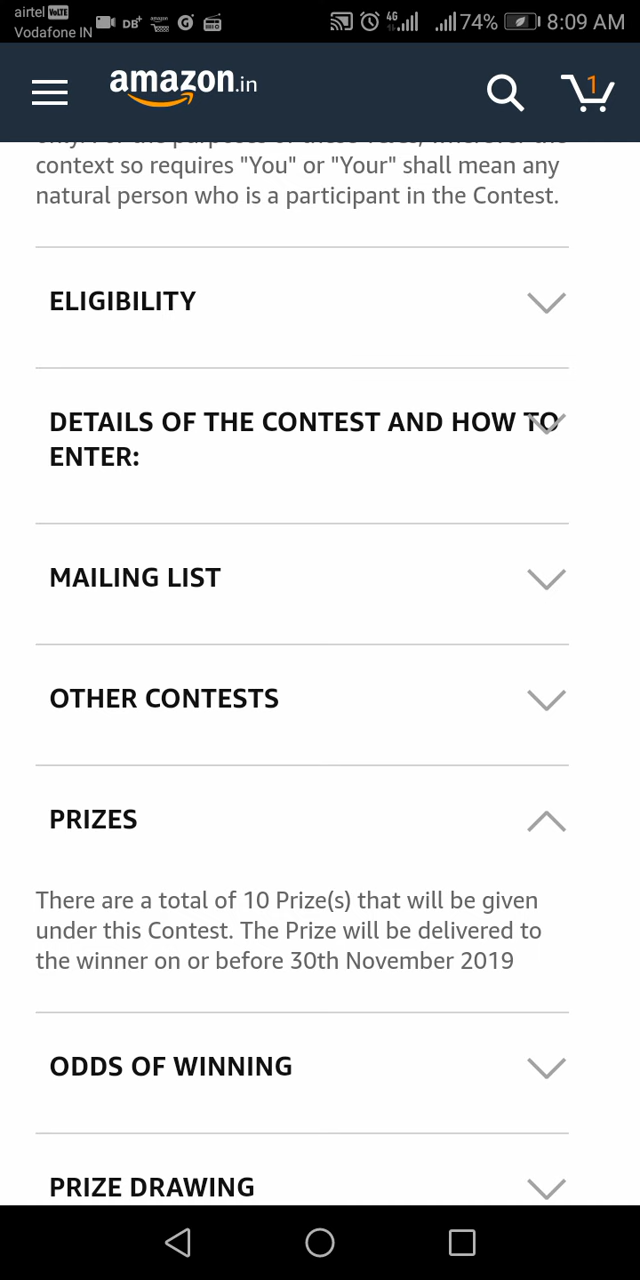 airtel VoLTE
Vodafone IN
DB+
4G
74%
8:09 AM
amazon.in
1
context so requires "You" or "Your" shall mean any
natural person who is a participant in the Contest.
ELIGIBILITY
DETAILS OF THE CONTEST AND HOW TO
ENTER:
MAILING LIST
OTHER CONTESTS
PRIZES
There are a total of 10 Prize(s) that will be given
under this Contest. The Prize will be delivered to
the winner on or before 30th November 2019
ODDS OF WINNING
PRIZE DRAWING